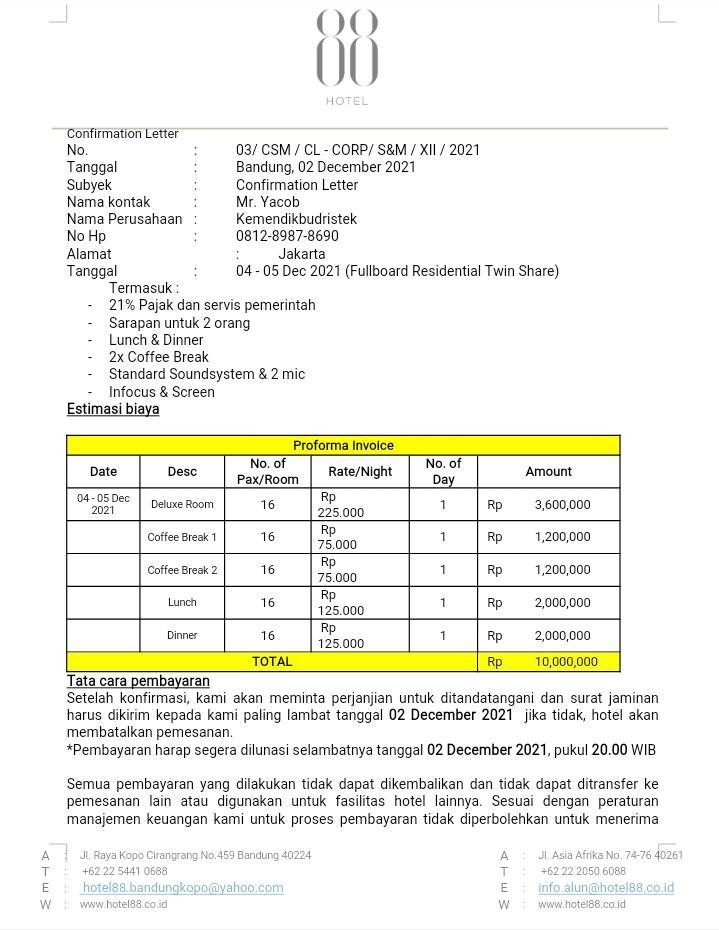 88
HOTEL
Confirmation Letter
No. : 03/ CSM / CL - CORP/ S&M / XII / 2021
Tanggal : Bandung, 02 December 2021
Subyek : Confirmation Letter
Nama kontak : Mr. Yacob
Nama Perusahaan : Kemendikbudristek
No Hp : 0812-8987-8690
Alamat : Jakarta
Tanggal : 04 - 05 Dec 2021 (Fullboard Residential Twin Share)
Termasuk :
- 21% Pajak dan servis pemerintah
- Sarapan untuk 2 orang
- Lunch & Dinner
- 2x Coffee Break
- Standard Soundsystem & 2 mic
- Infocus & Screen
Estimasi biaya
Proforma Invoice
Date Desc No. of Pax/Room Rate/Night No. of Day Amount
04 - 05 Dec 2021 Deluxe Room 16 Rp 225.000 1 Rp 3,600,000
Coffee Break 1 16 Rp 75.000 1 Rp 1,200,000
Coffee Break 2 16 Rp 75.000 1 Rp 1,200,000
Lunch 16 Rp 125.000 1 Rp 2,000,000
Dinner 16 Rp 125.000 1 Rp 2,000,000
TOTAL Rp 10,000,000
Tata cara pembayaran
Setelah konfirmasi, kami akan meminta perjanjian untuk ditandatangani dan surat jaminan
harus dikirim kepada kami paling lambat tanggal 02 December 2021 jika tidak, hotel akan
membatalkan pemesanan.
*Pembayaran harap segera dilunasi selambatnya tanggal 02 December 2021, pukul 20.00 WIB
Semua pembayaran yang dilakukan tidak dapat dikembalikan dan tidak dapat ditransfer ke
pemesanan lain atau digunakan untuk fasilitas hotel lainnya. Sesuai dengan peraturan
manajemen keuangan kami untuk proses pembayaran tidak diperbolehkan untuk menerima
A : Jl. Raya Kopo Cirangrang No.459 Bandung 40224
T : +62 22 5441 0688
E : hotel88.bandungkopo@yahoo.com
W : www.hotel88.co.id
A : Jl. Asia Afrika No. 74-76 40261
T : +62 22 2050 6088
E : info.alun@hotel88.co.id
W : www.hotel88.co.id